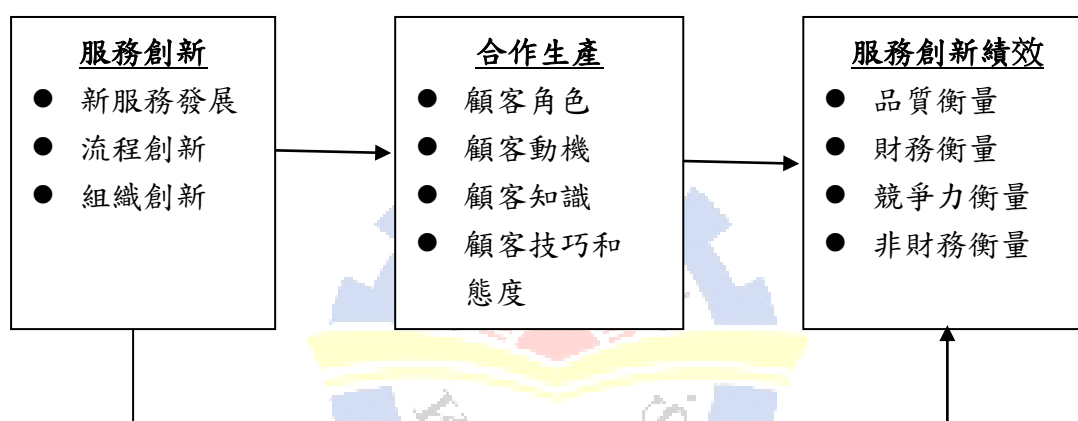 服務創新
● 新服務發展
● 流程創新
● 組織創新
合作生產
● 顧客角色
● 顧客動機
● 顧客知識
● 顧客技巧和
態度
服務創新績效
● 品質衡量
● 財務衡量
● 競爭力衡量
● 非財務衡量